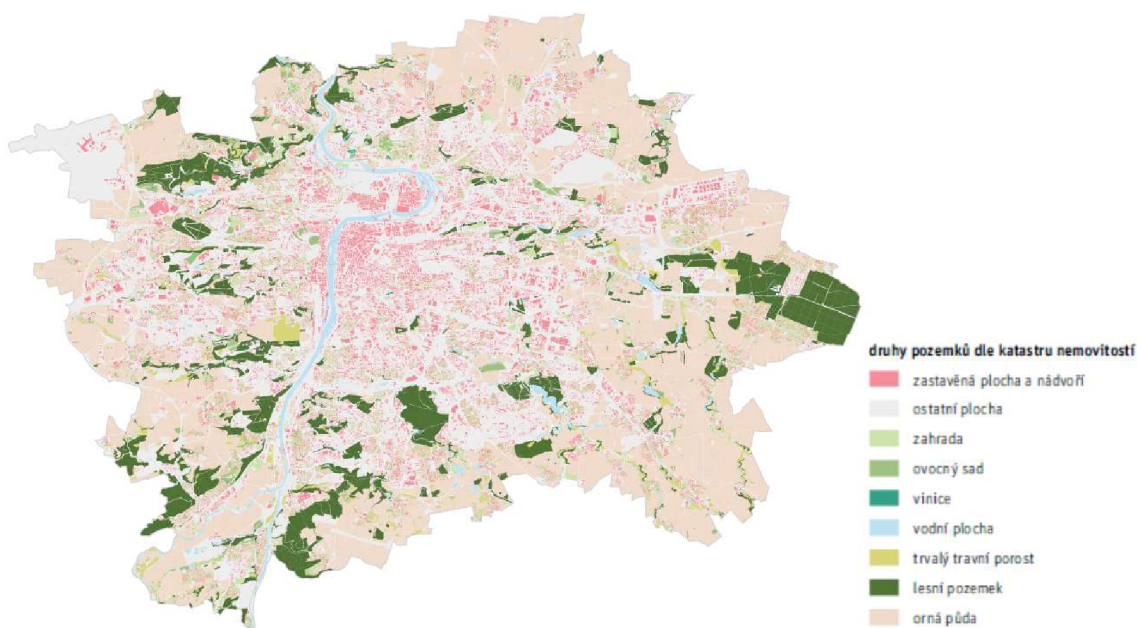 druhy pozemků dle katastru nemovitostí
zastavěná plocha a nádvoří
ostatní plocha
zahrada
ovocný sad
vinice
vodní plocha
trvalý travní porost
lesní pozemek
orná půda